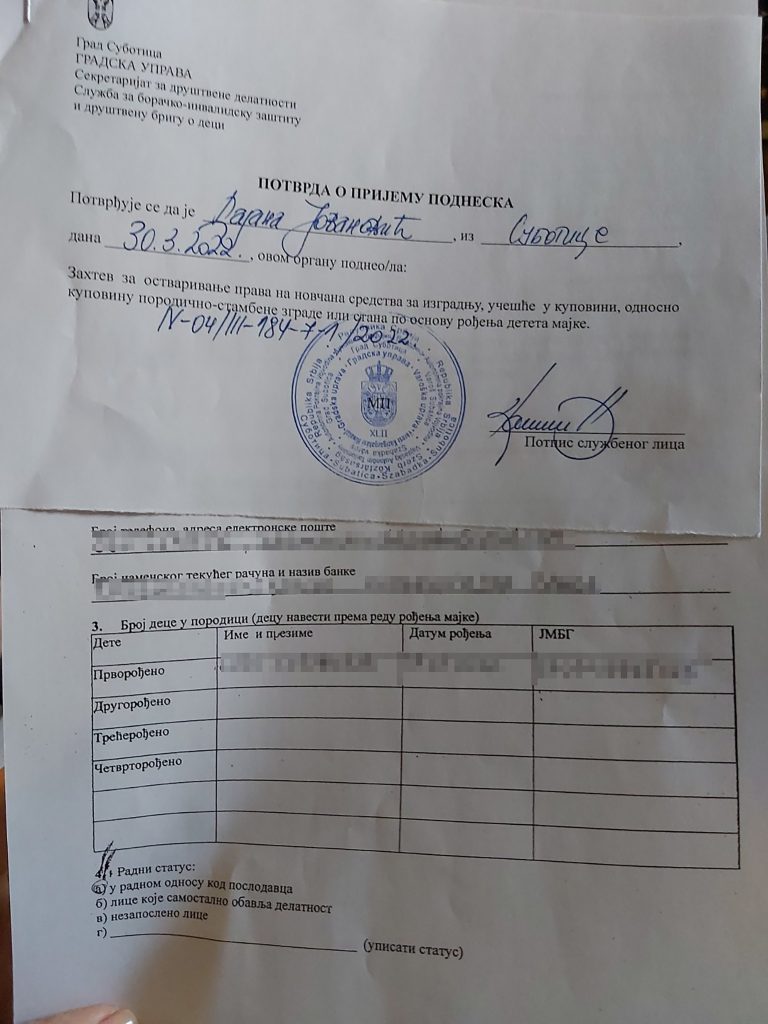 Град Суботица
ГРАДСКА УПРАВА
Секретаријат за друштвене делатности
Служба за борачко-инвалидску заштиту
и друштвену бригу о деци
ПОТВРДА О ПРИЈЕМУ ПОДНЕСКА
Потврђује се да је Дајана Јовановић, из Суботице,
дана 30.3.2022., овом органу поднео/ла:
Захтев за остваривање права на новчана средства за изградњу, учешће у куповини, односно
куповину породично-стамбене зграде или стана по основу рођења детета мајке.
N-04/III-184-7-1/2022.
МП
XLII
Потпис службеног лица
Број телефона, адреса електронске поште
Број наменског текућег рачуна и назив банке
3. Број деце у породици (децу навести према реду рођења мајке)
Дете Име и презиме Датум рођења ЈМБГ
Прворођено
Другорођено
Трећерођено
Четврторођено
Радни статус:
а) у радном односу код послодавца
б) лице које самостално обавља делатност
в) незапослено лице
г) ____________ (уписати статус)